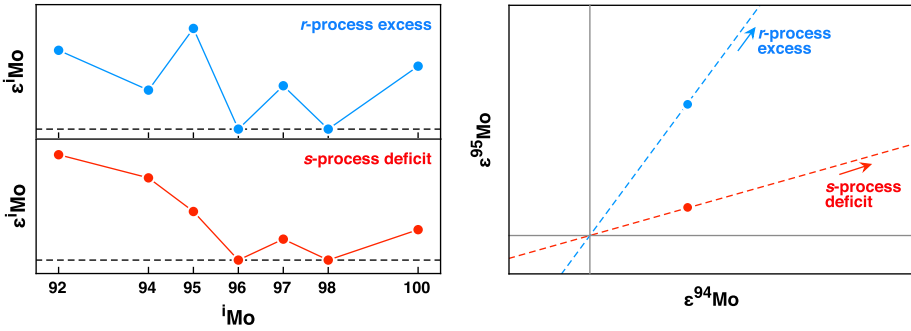 r-process excess
εⁱMo
s-process deficit
εⁱMo
92 94 95 96 97 98 100
ⁱMo
r-process
excess
ε⁹⁵Mo
s-process
deficit
ε⁹⁴Mo